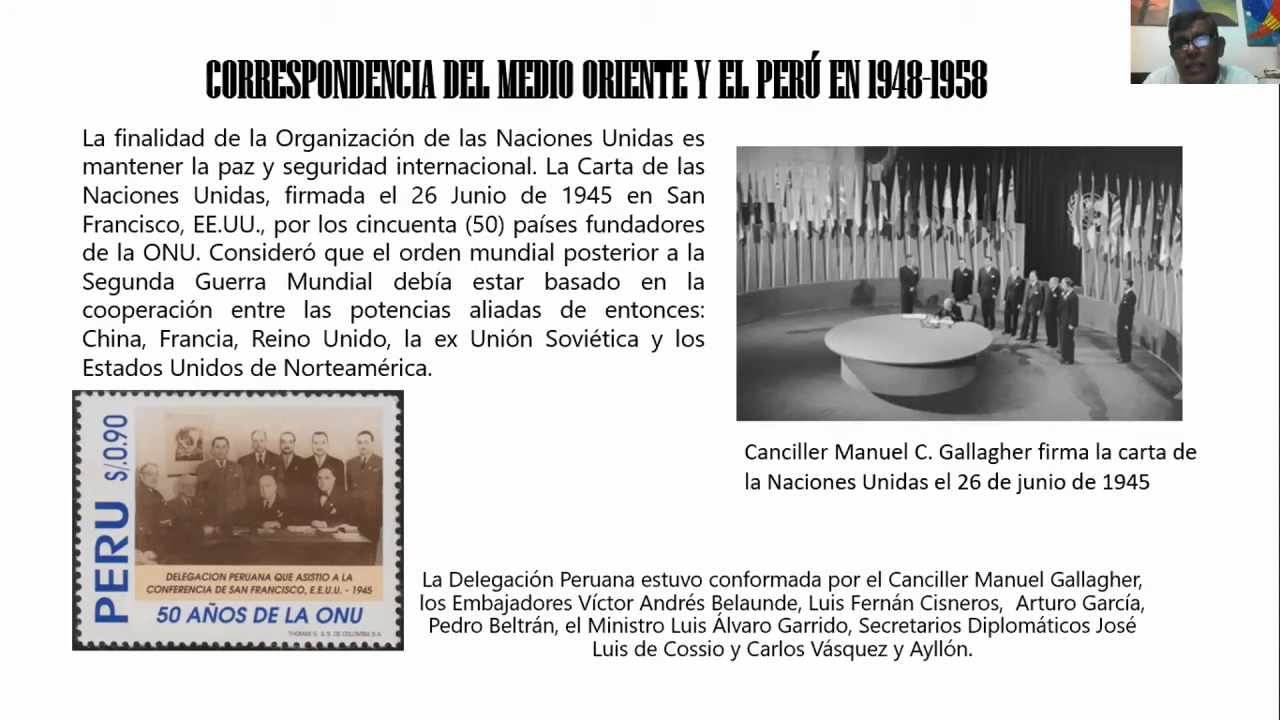 CORRESPONDENCIA DEL MEDIO ORIENTE Y EL PERÚ EN 1948-1958
La finalidad de la Organización de las Naciones Unidas es
mantener la paz y seguridad internacional. La Carta de las
Naciones Unidas, firmada el 26 Junio de 1945 en San
Francisco, EE.UU., por los cincuenta (50) países fundadores
de la ONU. Consideró que el orden mundial posterior a la
Segunda Guerra Mundial debía estar basado en la
cooperación entre las potencias aliadas de entonces:
China, Francia, Reino Unido, la ex Unión Soviética y los
Estados Unidos de Norteamérica.
Canciller Manuel C. Gallagher firma la carta de
la Naciones Unidas el 26 de junio de 1945
PERU S/.0.90
DELEGACION PERUANA QUE ASISTIO A LA
CONFERENCIA DE SAN FRANCISCO, E.E.U.U. - 1945
50 AÑOS DE LA ONU
THOMAS G. & S. DE COLOMBIA S.A.
La Delegación Peruana estuvo conformada por el Canciller Manuel Gallagher,
los Embajadores Víctor Andrés Belaunde, Luis Fernán Cisneros, Arturo García,
Pedro Beltrán, el Ministro Luis Álvaro Garrido, Secretarios Diplomáticos José
Luis de Cossio y Carlos Vásquez y Ayllón.